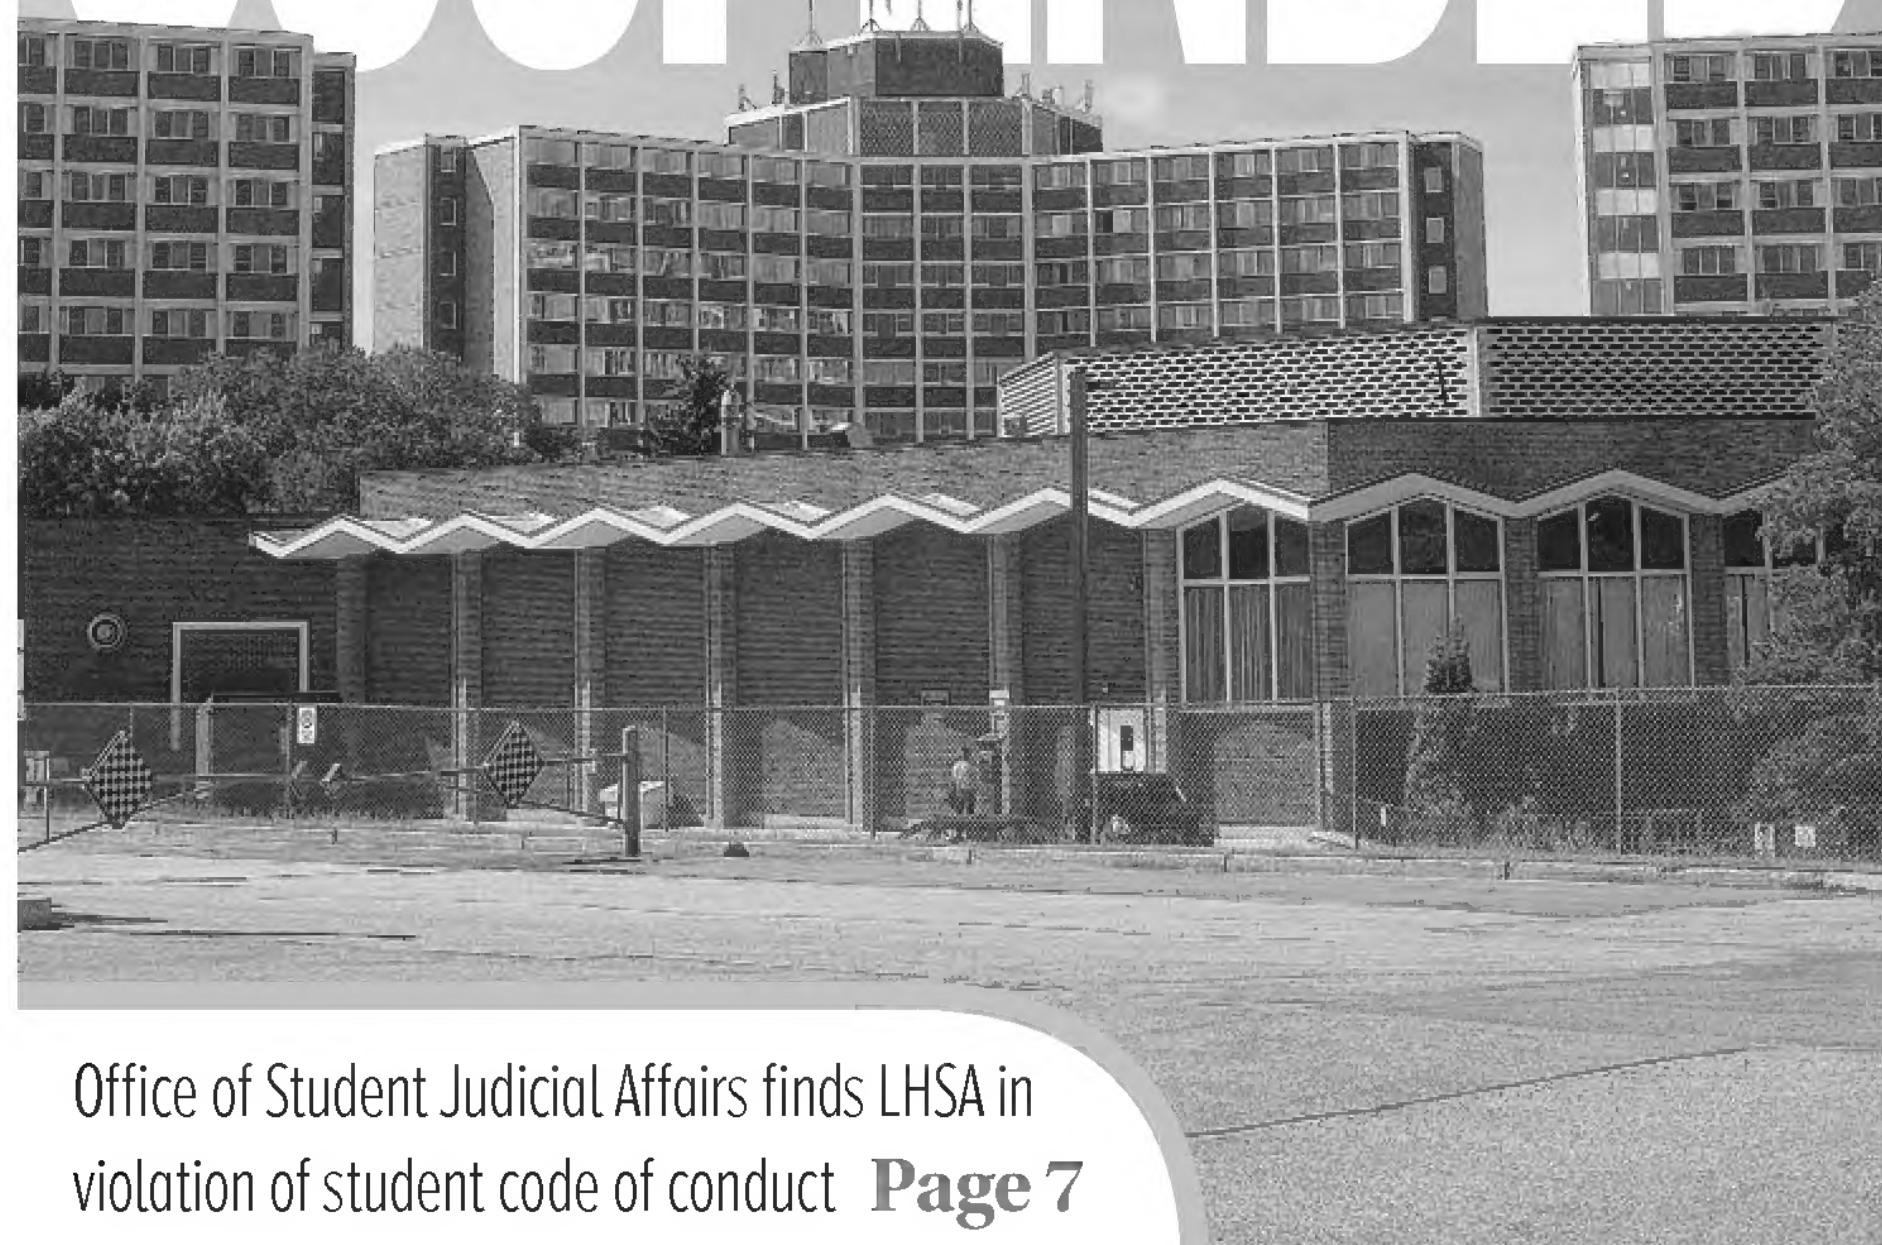 Office of Student Judicial Affairs finds LHSA in
violation of student code of conduct Page 7